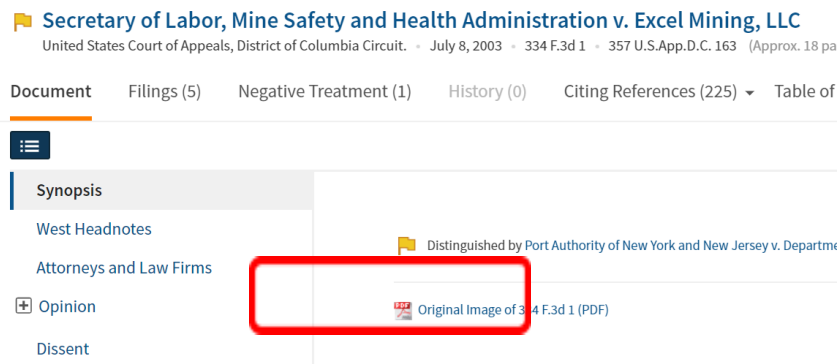 Secretary of Labor, Mine Safety and Health Administration v. Excel Mining, LLC
United States Court of Appeals, District of Columbia Circuit. • July 8, 2003 • 334 F.3d 1 • 357 U.S.App.D.C. 163 (Approx. 18 pa
Document Filings (5) Negative Treatment (1) History (0) Citing References (225) Table of
Synopsis
West Headnotes
Distinguished by Port Authority of New York and New Jersey v. Departme
Attorneys and Law Firms
Opinion
PDF Original Image of 334 F.3d 1 (PDF)
Dissent